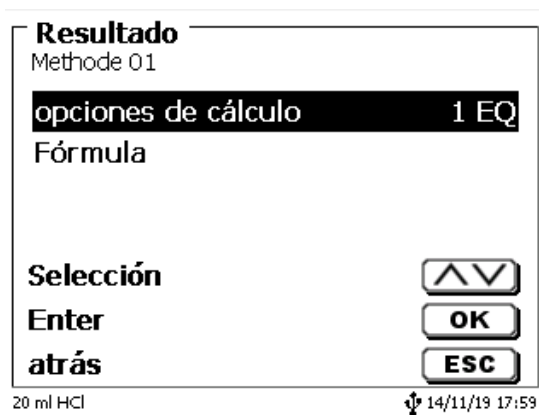 Resultado
Methode 01
opciones de cálculo 1 EQ
Fórmula
Selección
Enter OK
atrás ESC
20 ml HCl 14/11/19 17:59